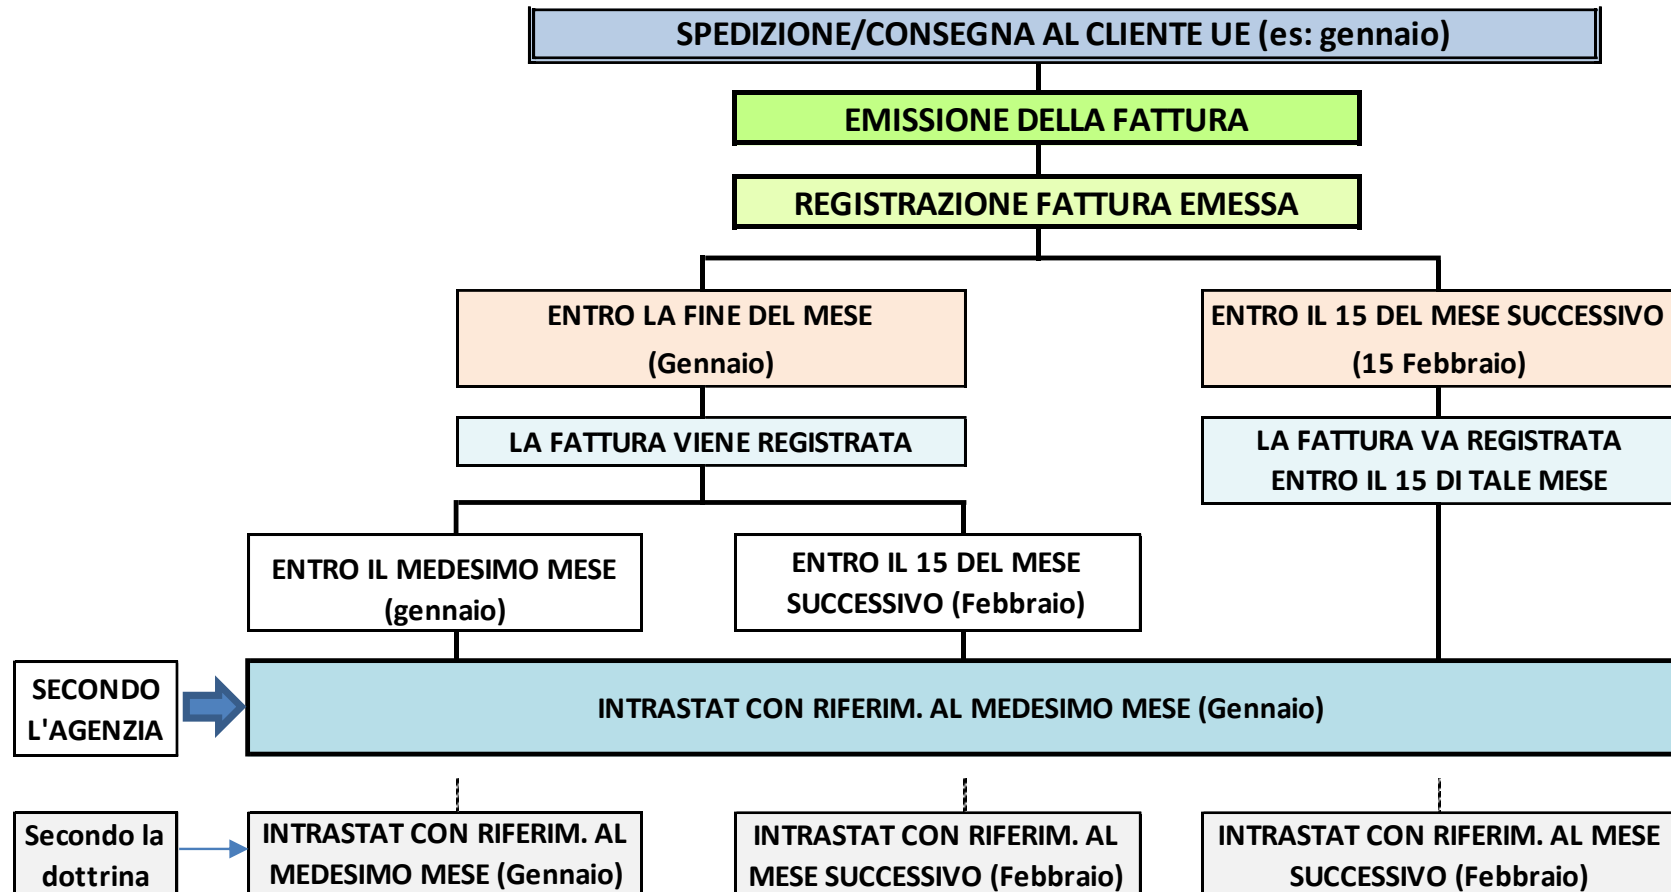 SPEDIZIONE/CONSEGNA AL CLIENTE UE (es: gennaio)
EMISSIONE DELLA FATTURA
REGISTRAZIONE FATTURA EMESSA
ENTRO LA FINE DEL MESE
(Gennaio)
ENTRO IL 15 DEL MESE SUCCESSIVO
(15 Febbraio)
LA FATTURA VIENE REGISTRATA
LA FATTURA VA REGISTRATA
ENTRO IL 15 DI TALE MESE
ENTRO IL MEDESIMO MESE
(gennaio)
ENTRO IL 15 DEL MESE
SUCCESSIVO (Febbraio)
SECONDO
L'AGENZIA
INTRASTAT CON RIFERIM. AL MEDESIMO MESE (Gennaio)
Secondo la
dottrina
INTRASTAT CON RIFERIM. AL
MEDESIMO MESE (Gennaio)
INTRASTAT CON RIFERIM. AL
MESE SUCCESSIVO (Febbraio)
INTRASTAT CON RIFERIM. AL MESE
SUCCESSIVO (Febbraio)